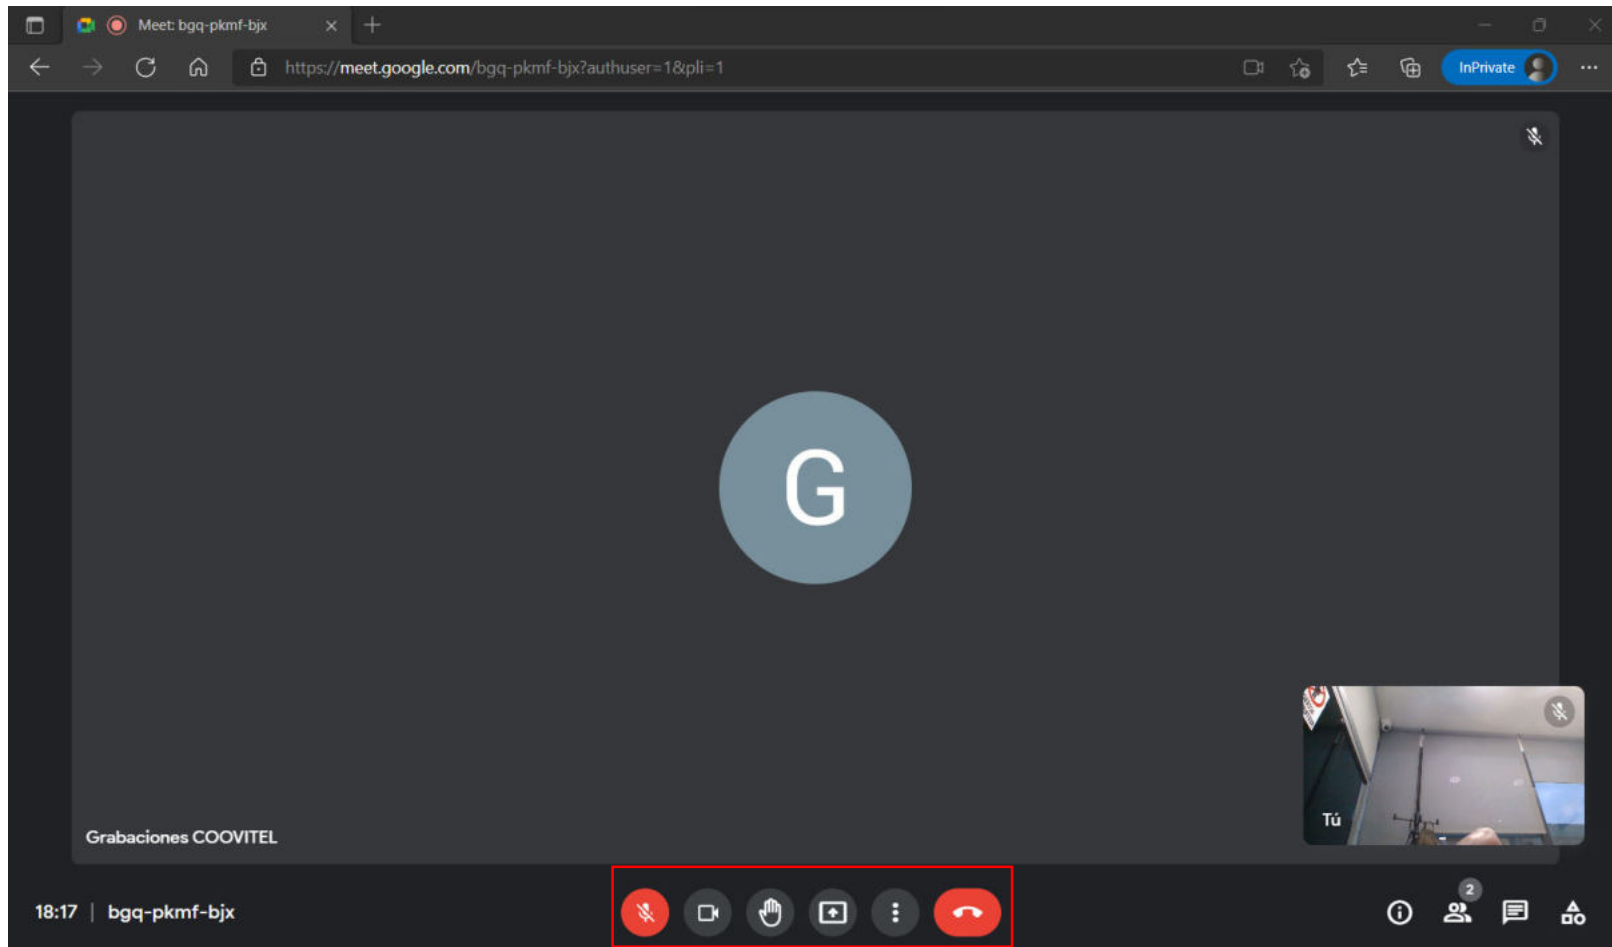 Meet: bgq-pkmf-bjx
https://meet.google.com/bgq-pkmf-bjx?authuser=1&pli=1
InPrivate
G
Tú
Grabaciones COOVITEL
18:17 | bgq-pkmf-bjx
2